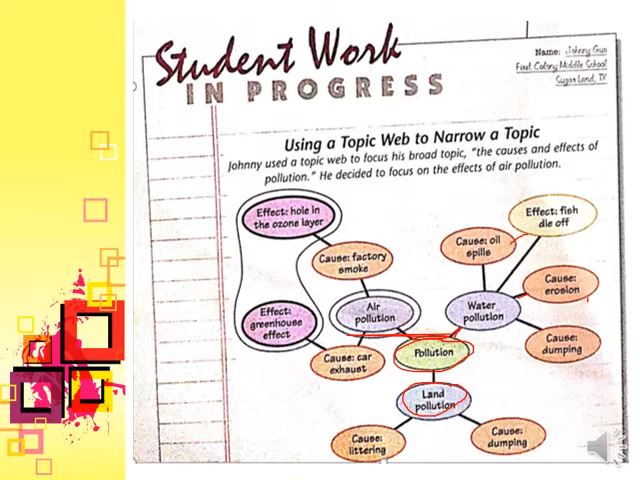 Student Work
IN PROGRESS
Name: Johnny Guo
First Colony Middle School
Sugar Land, TX
Using a Topic Web to Narrow a Topic
Johnny used a topic web to focus his broad topic, "the causes and effects of
pollution." He decided to focus on the effects of air pollution.
Effect: hole in
the ozone layer
Effect: fish
die off
Cause: oil
spills
Cause: factory
smoke
Cause:
erosion
Air
pollution
Water
pollution
Effect:
greenhouse
effect
Cause:
dumping
Pollution
Cause: car
exhaust
Land
pollution
Cause:
littering
Cause:
dumping